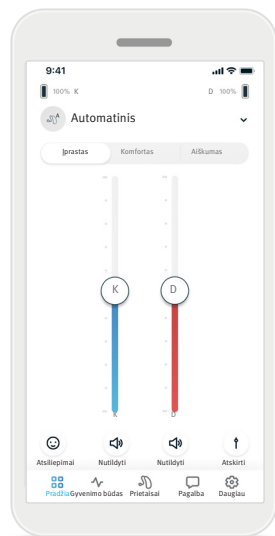 9:41
100% K D 100%
A Automatinis
Įprastas Komfortas Aiškumas
K D
K D
Atsiliepimai Nutildyti Nutildyti Atskirti
Pradžia Gyvenimo būdas Prietaisai Pagalba Daugiau